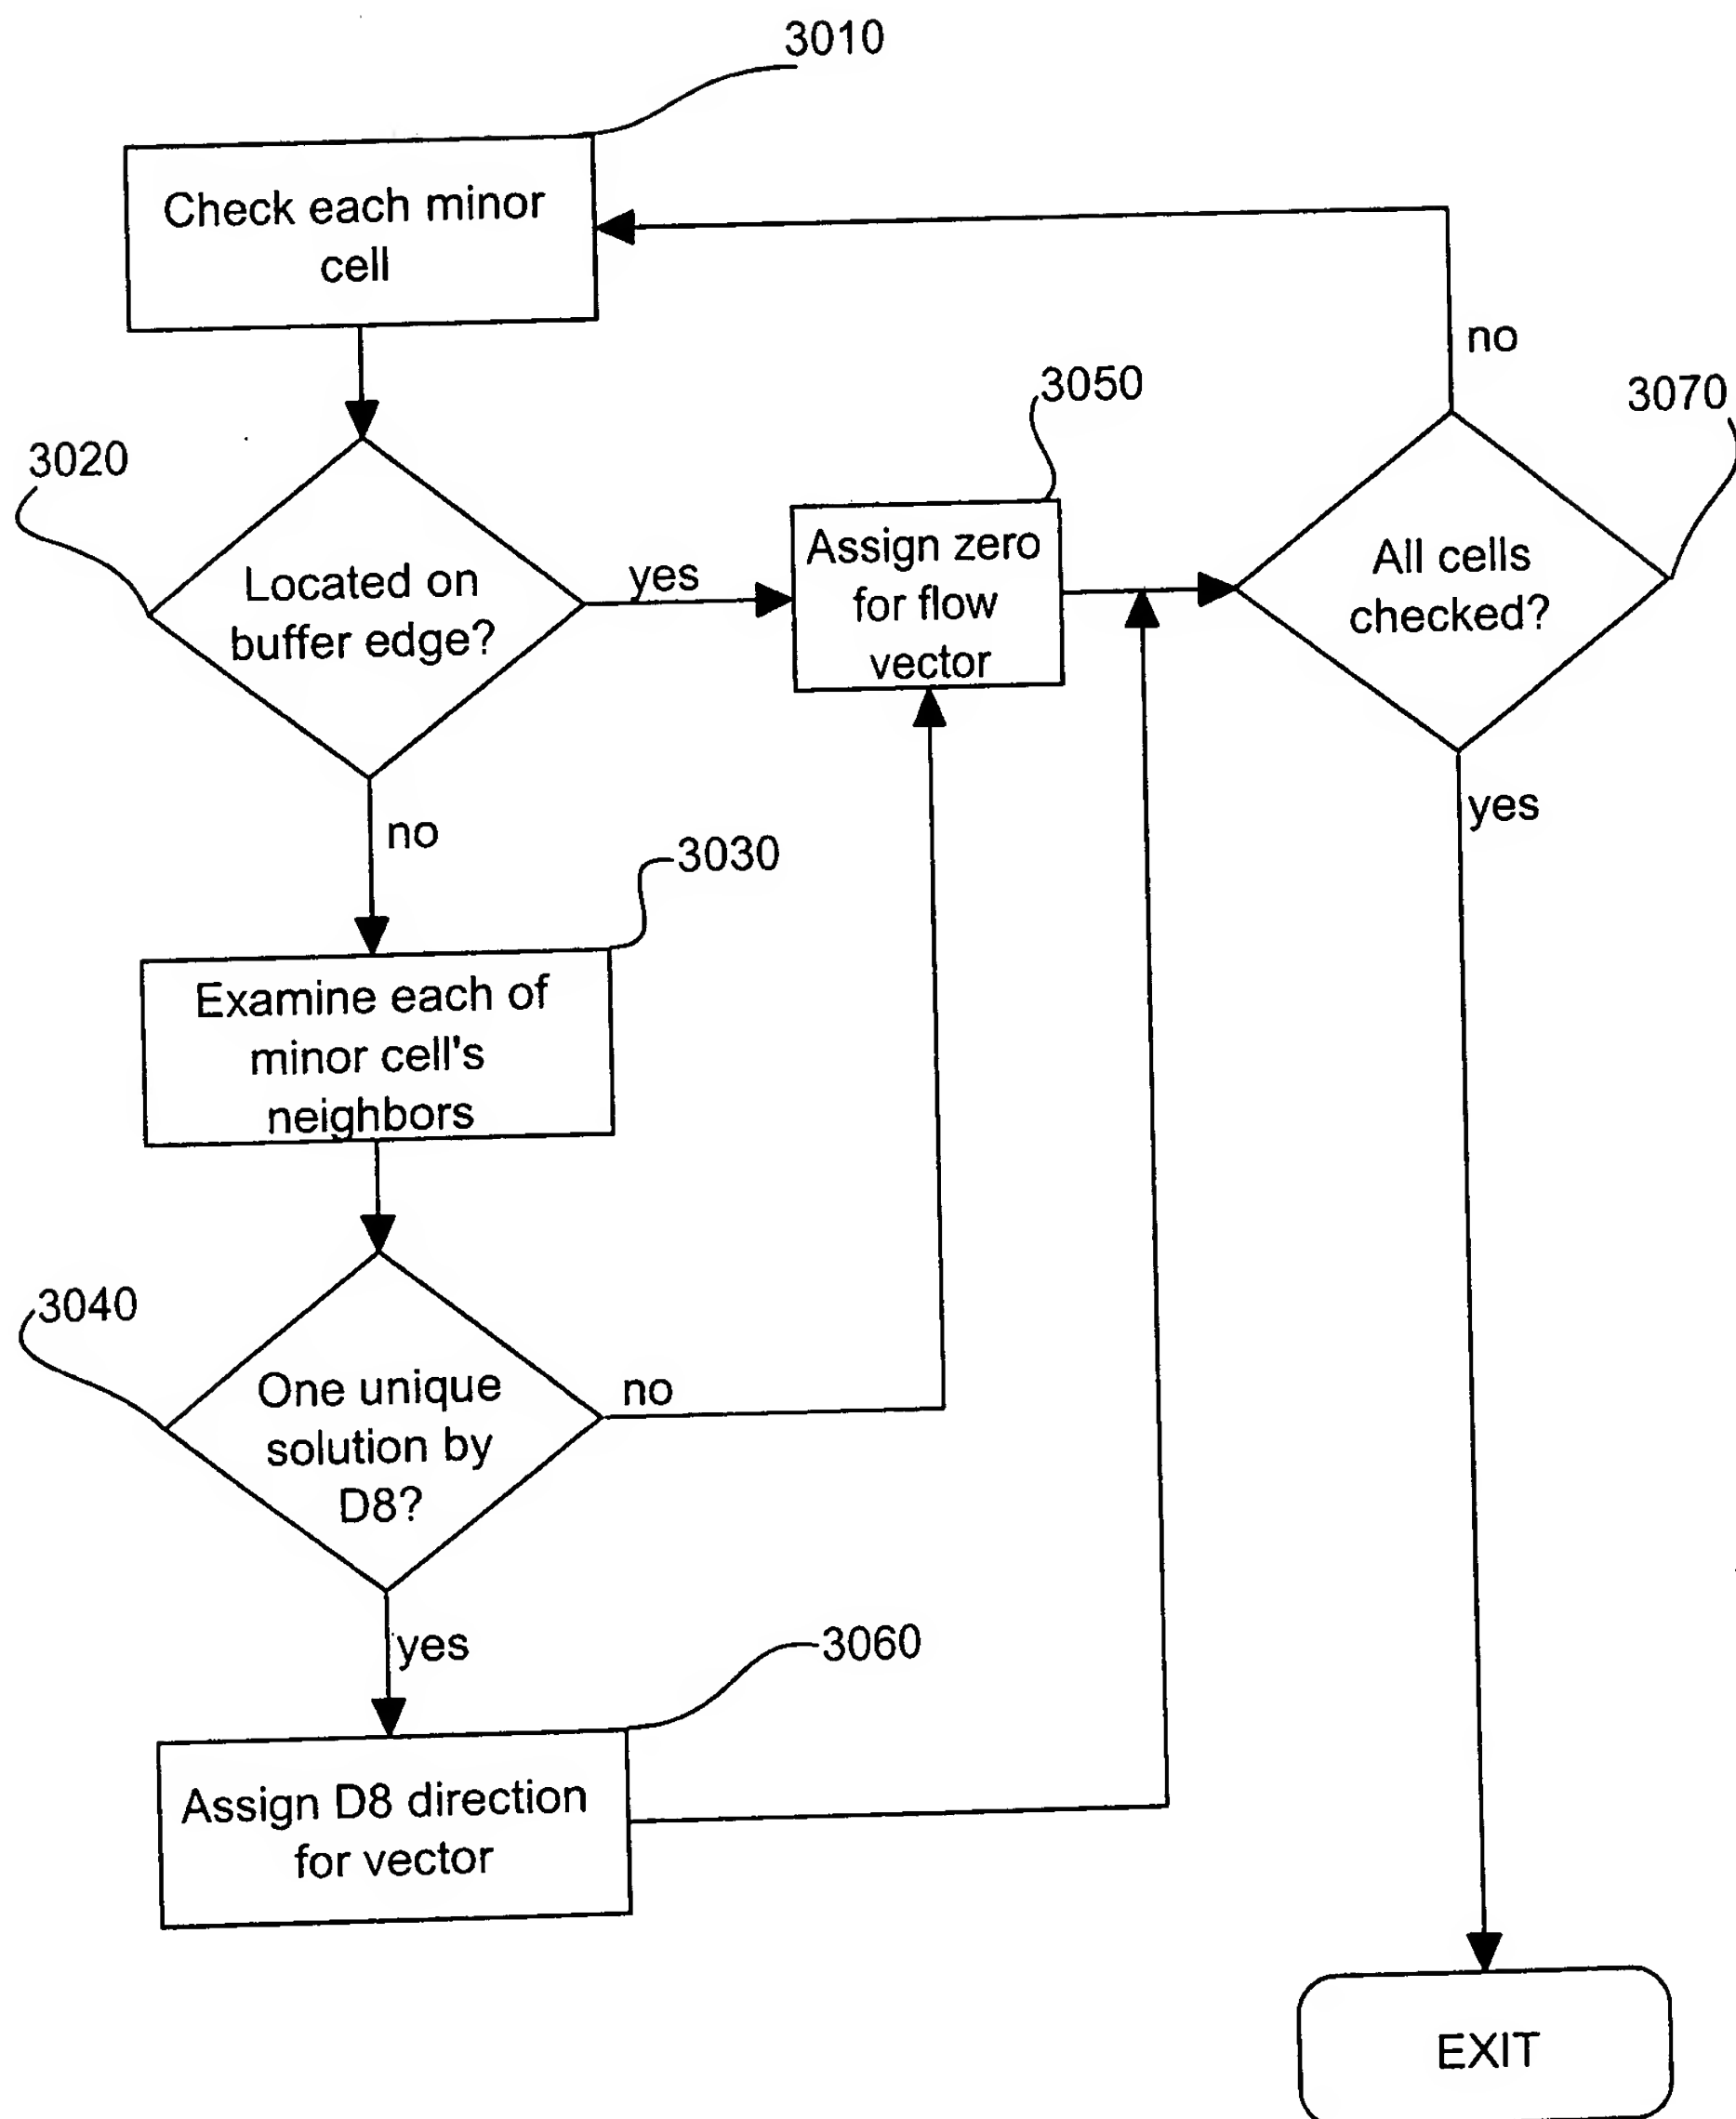 3010
Check each minor
cell
no
3050
3070
3020
Located on
buffer edge?
yes
Assign zero
for flow
vector
All cells
checked?
yes
no
3030
Examine each of
minor cell's
neighbors
3040
One unique
solution by
D8?
no
yes
3060
Assign D8 direction
for vector
EXIT